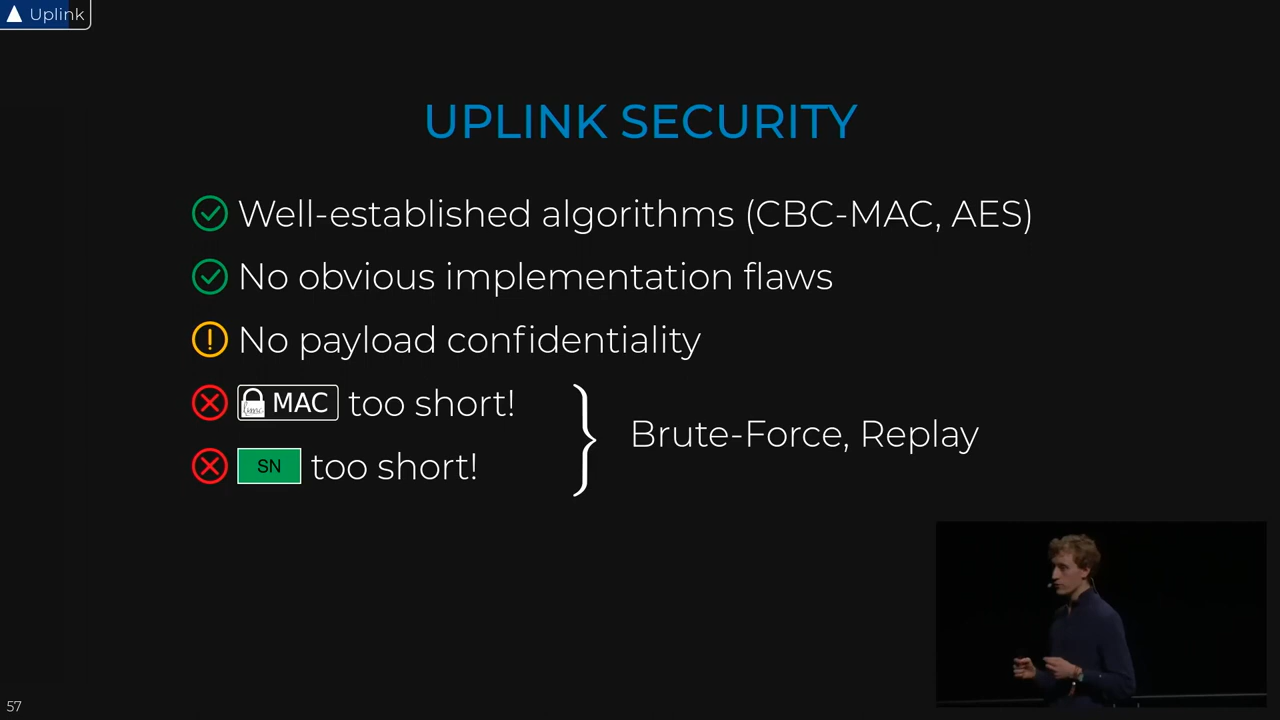 Uplink
UPLINK SECURITY
Well-established algorithms (CBC-MAC, AES)
No obvious implementation flaws
No payload confidentiality
MAC too short!
SN too short!
Brute-Force, Replay
57